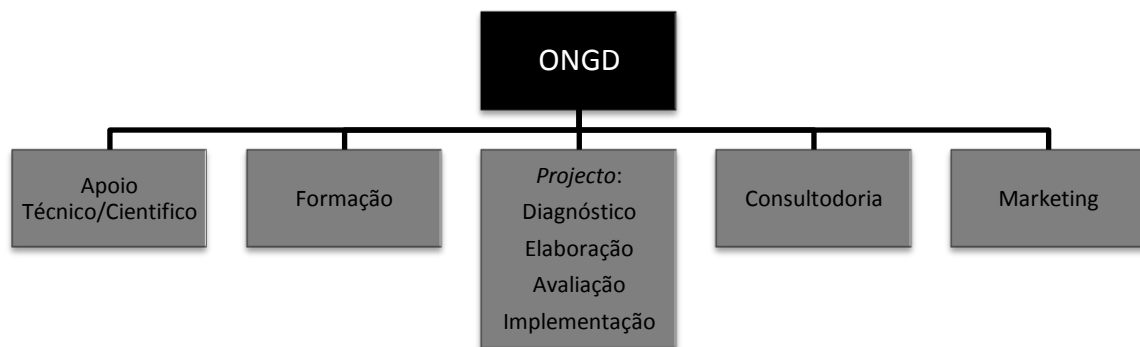 ONGD
Apoio
Técnico/Cientifico
Formação
Projecto:
Diagnóstico
Elaboração
Avaliação
Implementação
Consultodoria
Marketing